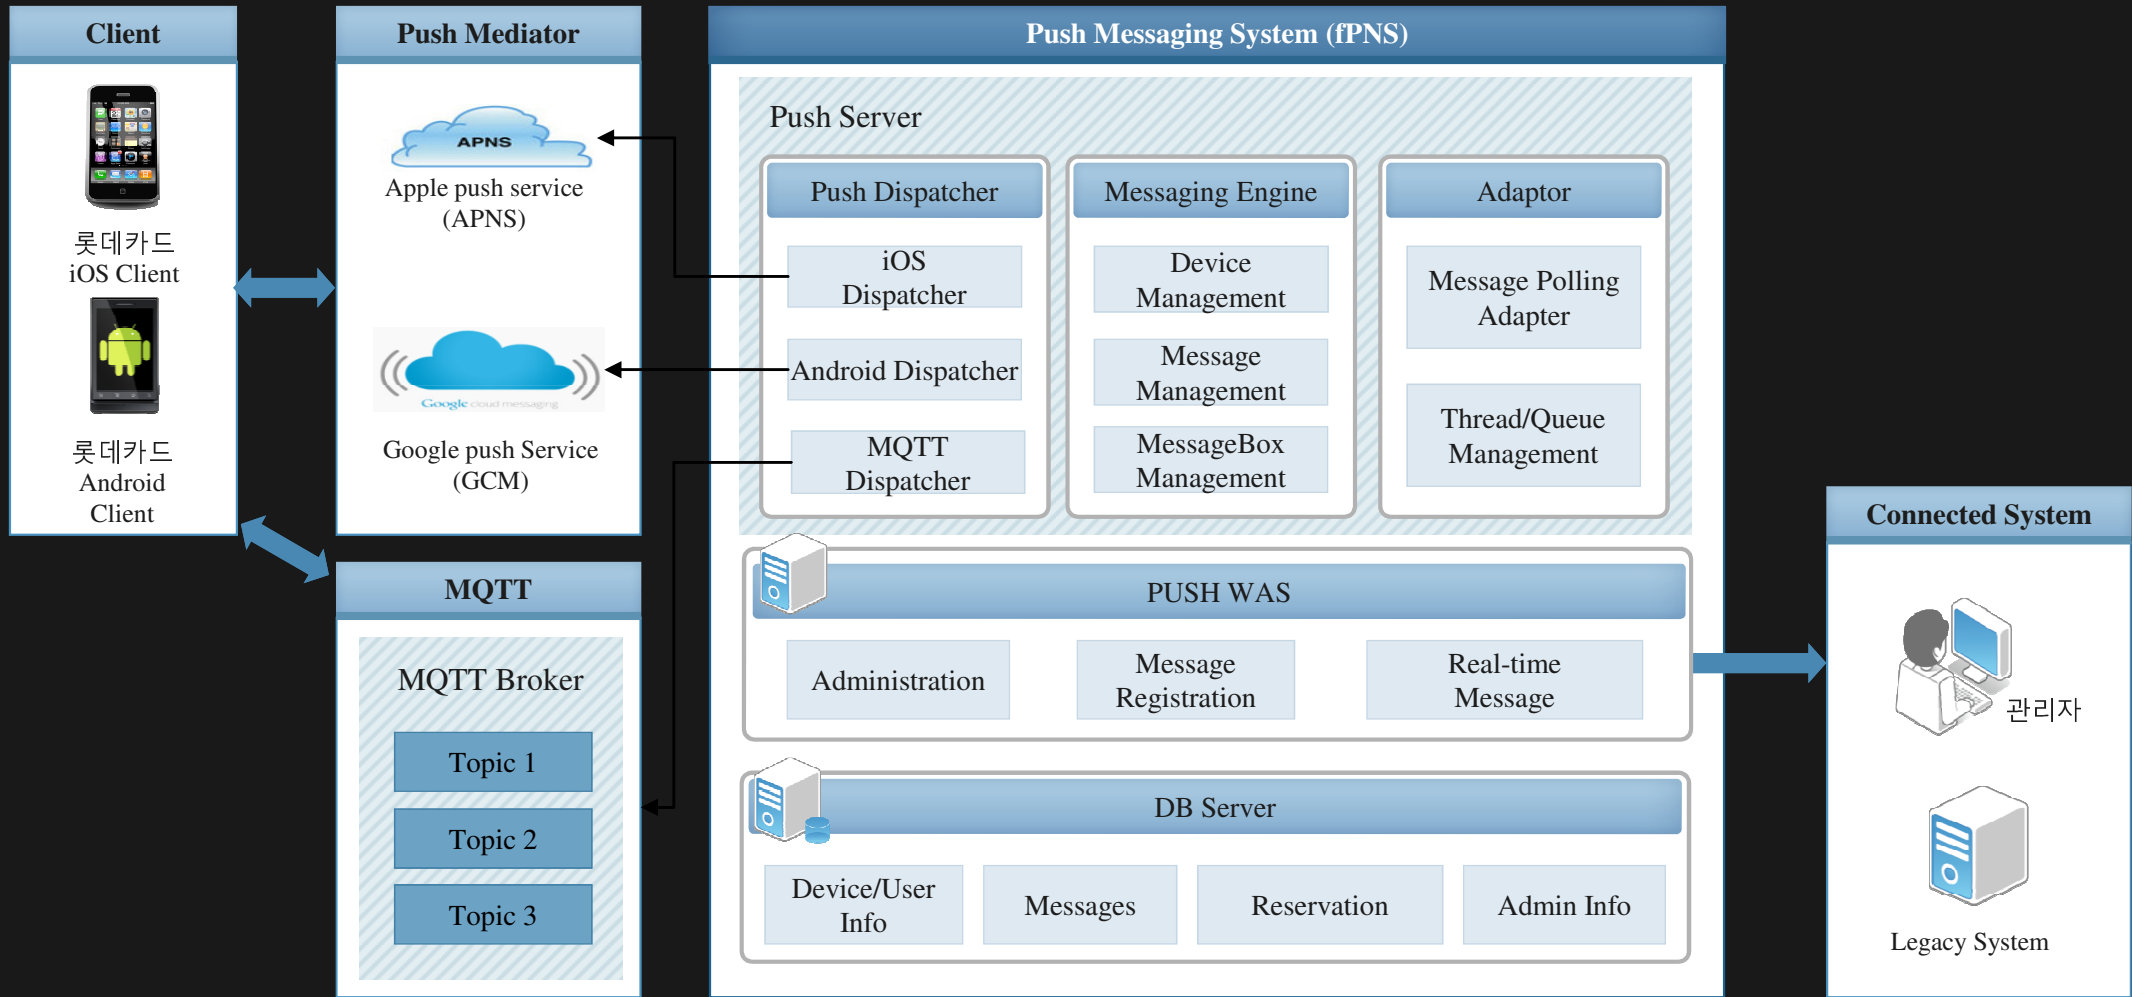 Client
롯데카드
iOS Client
롯데카드
Android
Client
Push Mediator
APNS
Apple push service
(APNS)
Google cloud messaging
Google push Service
(GCM)
MQTT
MQTT Broker
Topic 1
Topic 2
Topic 3
Push Messaging System (fPNS)
Push Server
Push Dispatcher
iOS
Dispatcher
Android Dispatcher
MQTT
Dispatcher
Messaging Engine
Device
Management
Message
Management
MessageBox
Management
Adaptor
Message Polling
Adapter
Thread/Queue
Management
PUSH WAS
Administration
Message
Registration
Real-time
Message
DB Server
Device/User
Info
Messages
Reservation
Admin Info
Connected System
관리자
Legacy System